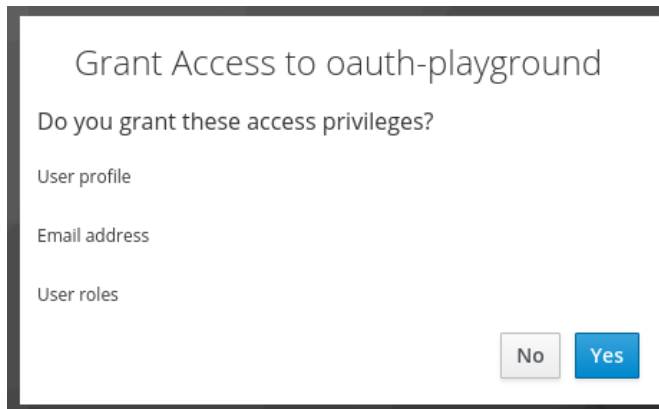 Grant Access to oauth-playground
Do you grant these access privileges?
User profile
Email address
User roles
No Yes